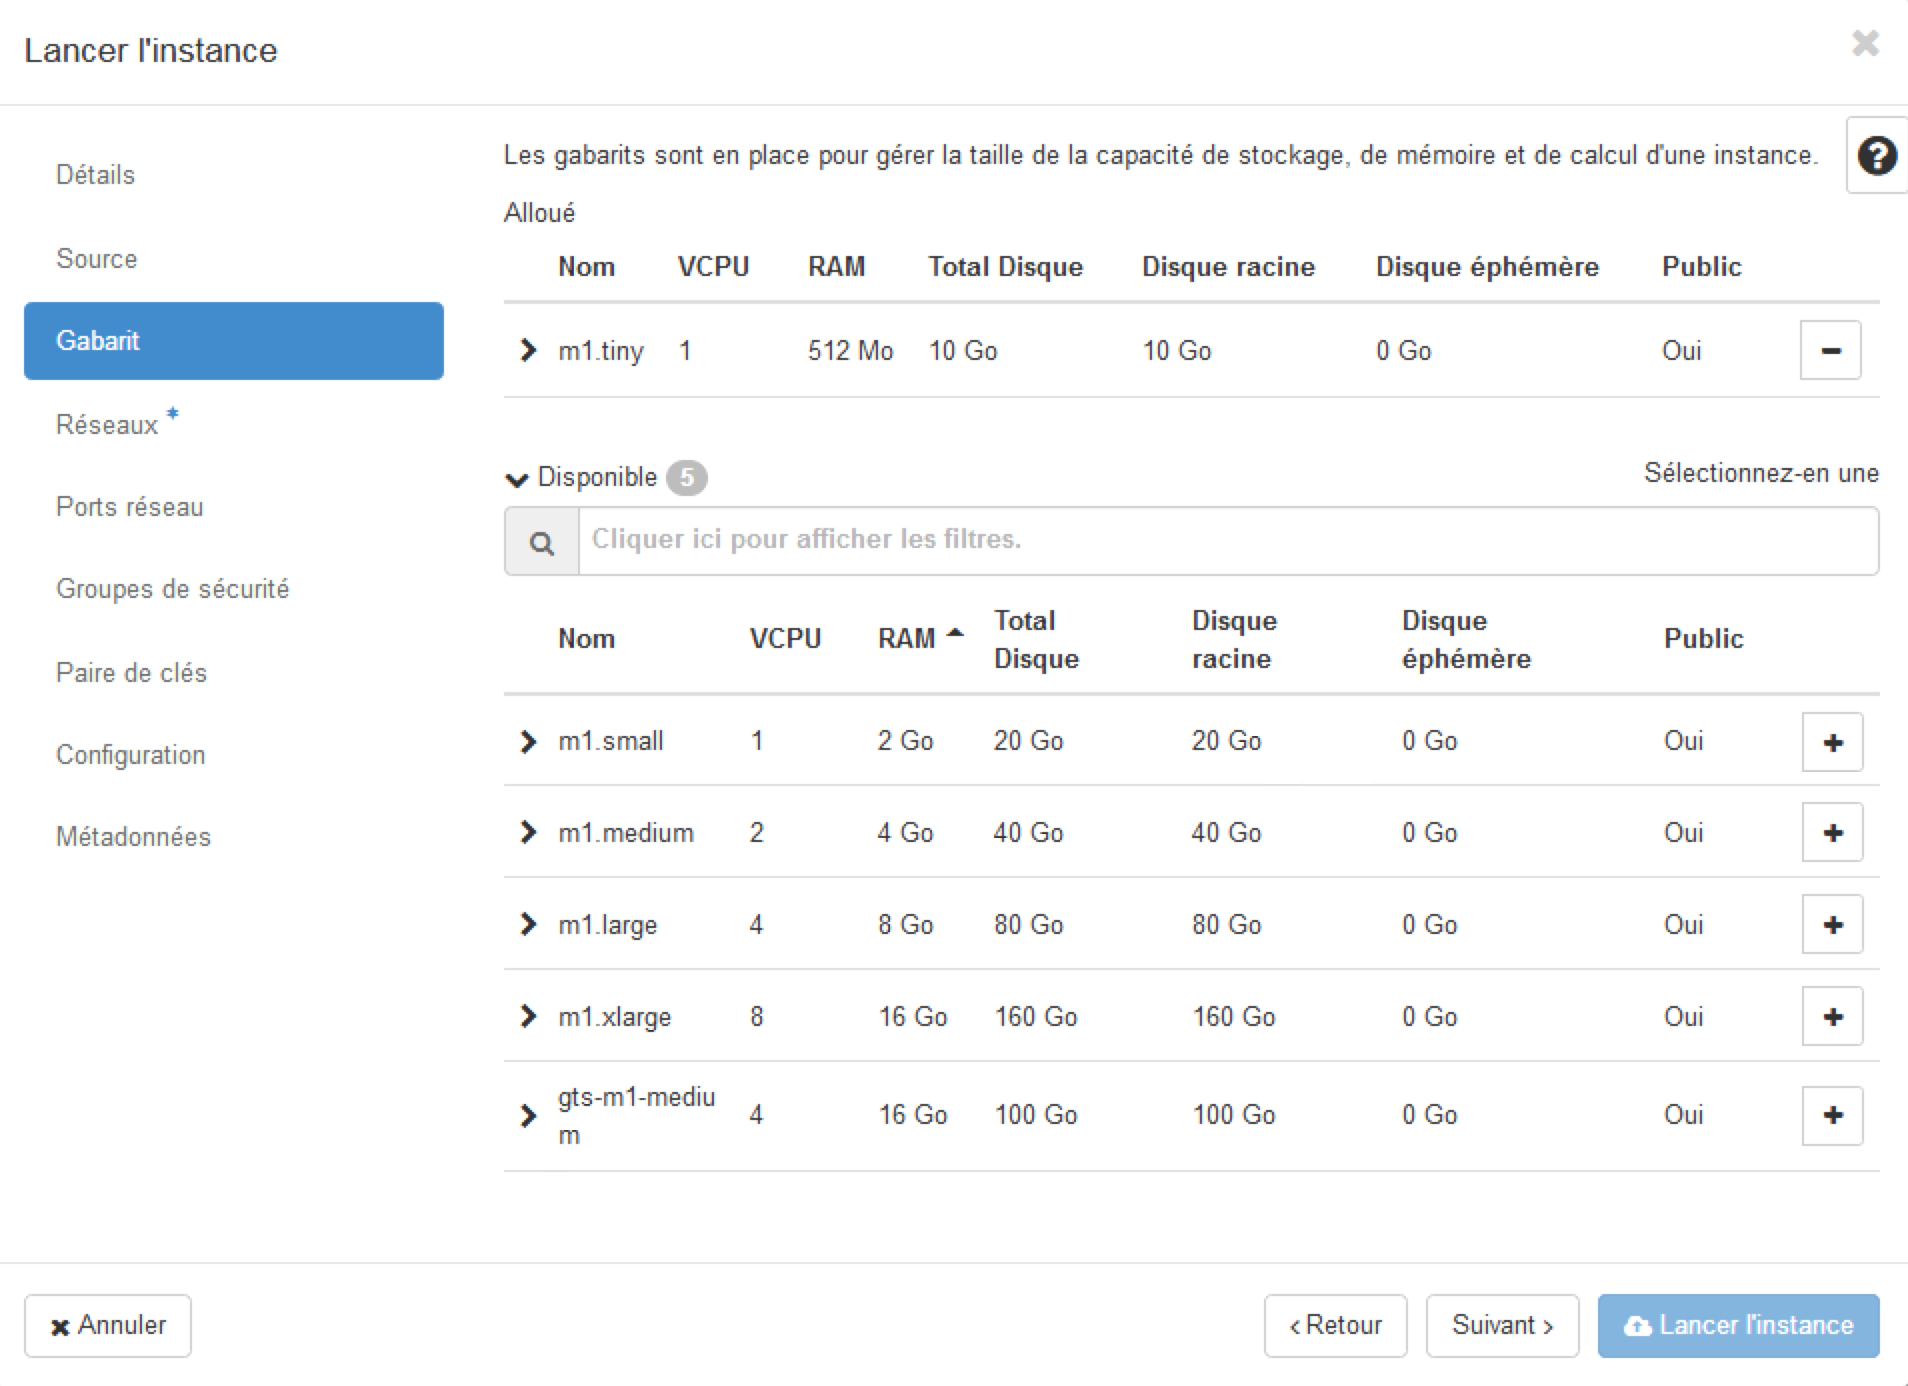 Lancer l'instance
Détails
Source
Gabarit
Réseaux *
Ports réseau
Groupes de sécurité
Paire de clés
Configuration
Métadonnées
Les gabarits sont en place pour gérer la taille de la capacité de stockage, de mémoire et de calcul d'une instance.
Alloué
Nom VCPU RAM Total Disque Disque racine Disque éphémère Public
m1.tiny 1 512 Mo 10 Go 10 Go 0 Go Oui
Disponible 5
Sélectionnez-en une
Cliquer ici pour afficher les filtres.
Nom VCPU RAM Total Disque Disque racine Disque éphémère Public
m1.small 1 2 Go 20 Go 20 Go 0 Go Oui
m1.medium 2 4 Go 40 Go 40 Go 0 Go Oui
m1.large 4 8 Go 80 Go 80 Go 0 Go Oui
m1.xlarge 8 16 Go 160 Go 160 Go 0 Go Oui
gts-m1-medium 4 16 Go 100 Go 100 Go 0 Go Oui
Annuler
‹ Retour
Suivant ›
Lancer l'instance